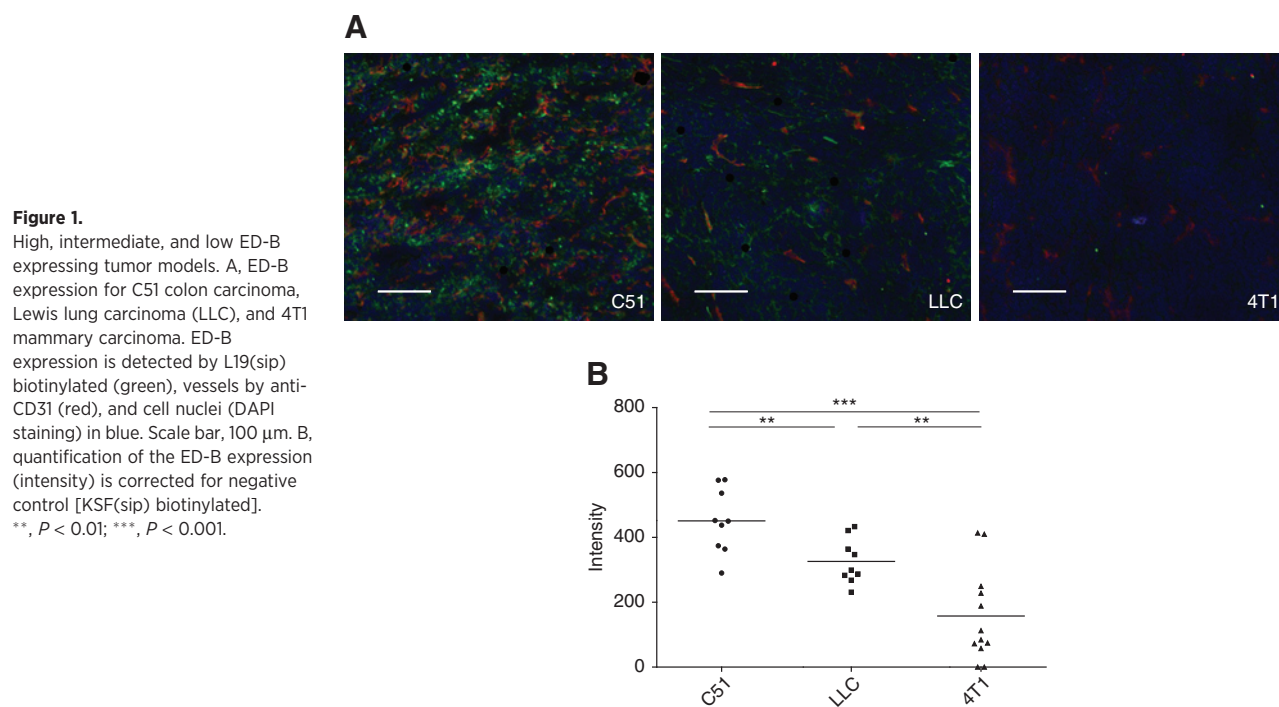 Figure 1.
High, intermediate, and low ED-B
expressing tumor models. A, ED-B
expression for C51 colon carcinoma,
Lewis lung carcinoma (LLC), and 4T1
mammary carcinoma. ED-B
expression is detected by L19(sip)
biotinylated (green), vessels by anti-
CD31 (red), and cell nuclei (DAPI
staining) in blue. Scale bar, 100 μm. B,
quantification of the ED-B expression
(intensity) is corrected for negative
control [KSF(sip) biotinylated].
**, P < 0.01; ***, P < 0.001.
A
C51
LLC
4T1
B
***
** **
800
600
400
200
0
Intensity
C51
LLC
4T1